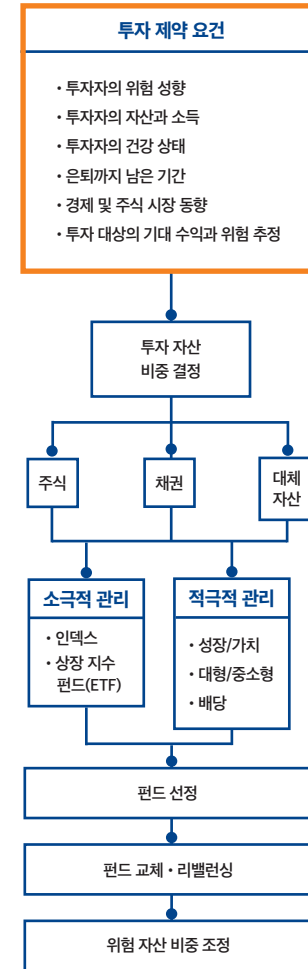 투자 제약 요건
• 투자자의 위험 성향
• 투자자의 자산과 소득
• 투자자의 건강 상태
• 은퇴까지 남은 기간
• 경제 및 주식 시장 동향
• 투자 대상의 기대 수익과 위험 추정
투자 자산
비중 결정
주식
채권
대체
자산
소극적 관리
• 인덱스
• 상장 지수
펀드(ETF)
적극적 관리
• 성장/가치
• 대형/중소형
• 배당
펀드 선정
펀드 교체 • 리밸런싱
위험 자산 비중 조정